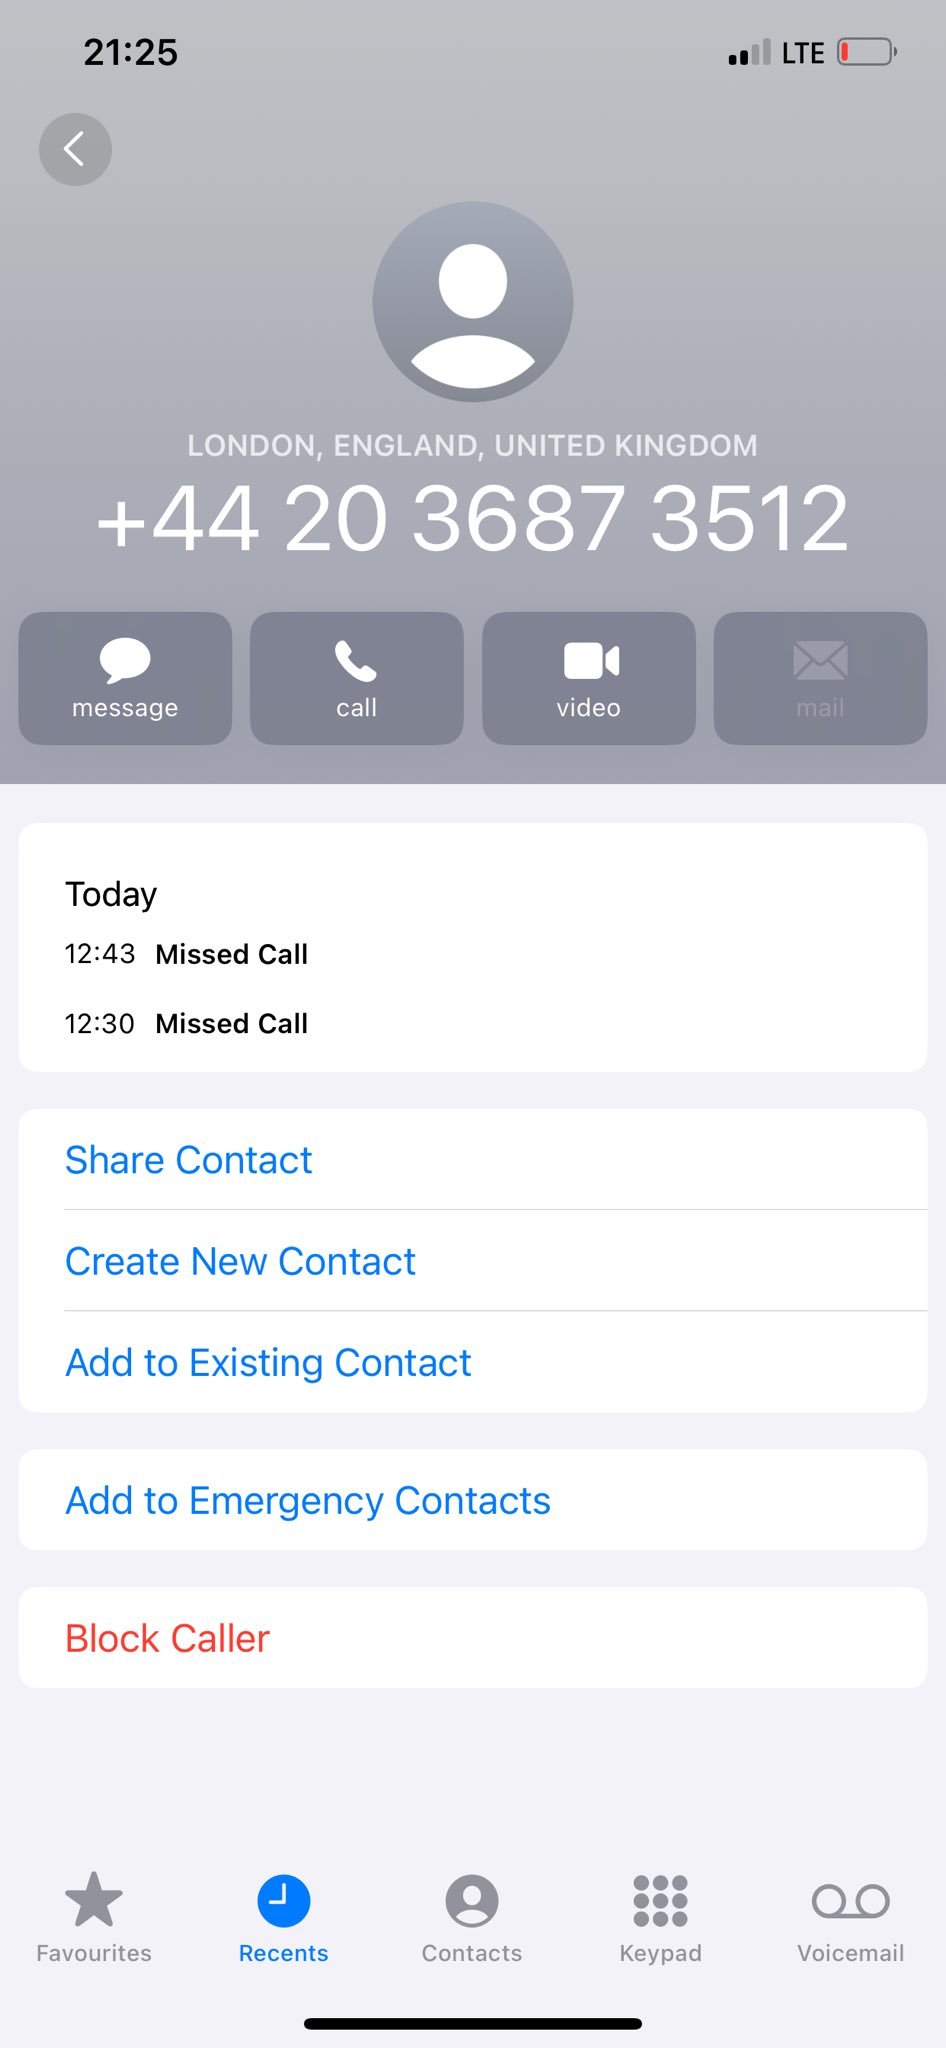 21:25
LTE
LONDON, ENGLAND, UNITED KINGDOM
+44 20 3687 3512
message
call
video
mail
Today
12:43 Missed Call
12:30 Missed Call
Share Contact
Create New Contact
Add to Existing Contact
Add to Emergency Contacts
Block Caller
Favourites
Recents
Contacts
Keypad
Voicemail